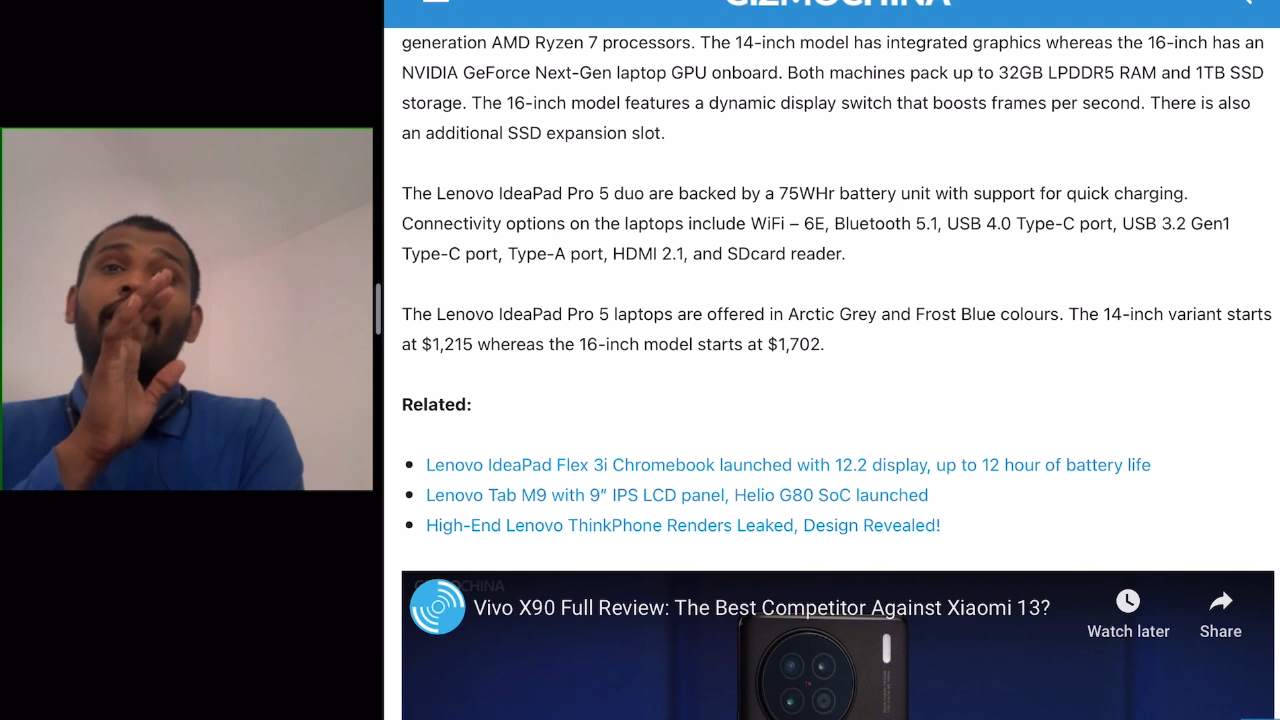 GIZMOCHINA
generation AMD Ryzen 7 processors. The 14-inch model has integrated graphics whereas the 16-inch has an
NVIDIA GeForce Next-Gen laptop GPU onboard. Both machines pack up to 32GB LPDDR5 RAM and 1TB SSD
storage. The 16-inch model features a dynamic display switch that boosts frames per second. There is also
an additional SSD expansion slot.
The Lenovo IdeaPad Pro 5 duo are backed by a 75WHr battery unit with support for quick charging.
Connectivity options on the laptops include WiFi – 6E, Bluetooth 5.1, USB 4.0 Type-C port, USB 3.2 Gen1
Type-C port, Type-A port, HDMI 2.1, and SDcard reader.
The Lenovo IdeaPad Pro 5 laptops are offered in Arctic Grey and Frost Blue colours. The 14-inch variant starts
at $1,215 whereas the 16-inch model starts at $1,702.
Related:
Lenovo IdeaPad Flex 3i Chromebook launched with 12.2 display, up to 12 hour of battery life
Lenovo Tab M9 with 9” IPS LCD panel, Helio G80 SoC launched
High-End Lenovo ThinkPhone Renders Leaked, Design Revealed!
GIZMOCHINA
Vivo X90 Full Review: The Best Competitor Against Xiaomi 13?
Watch later
Share